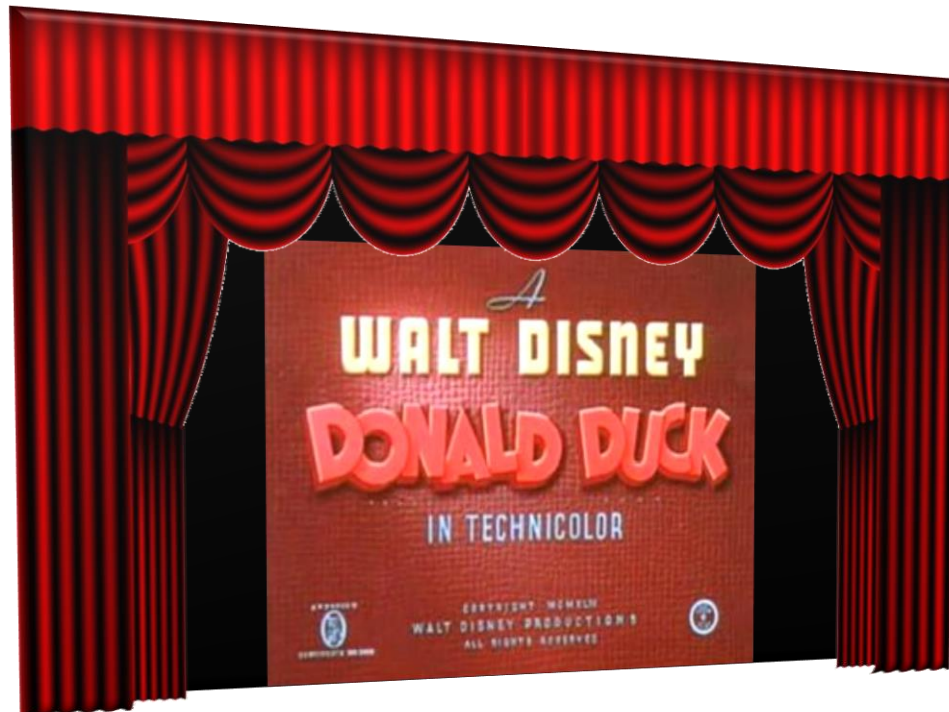 A
WALT DISNEY
DONALD DUCK
IN TECHNICOLOR
COPYRIGHT
WALT DISNEY PRODUCTIONS
ALL RIGHTS RESERVED